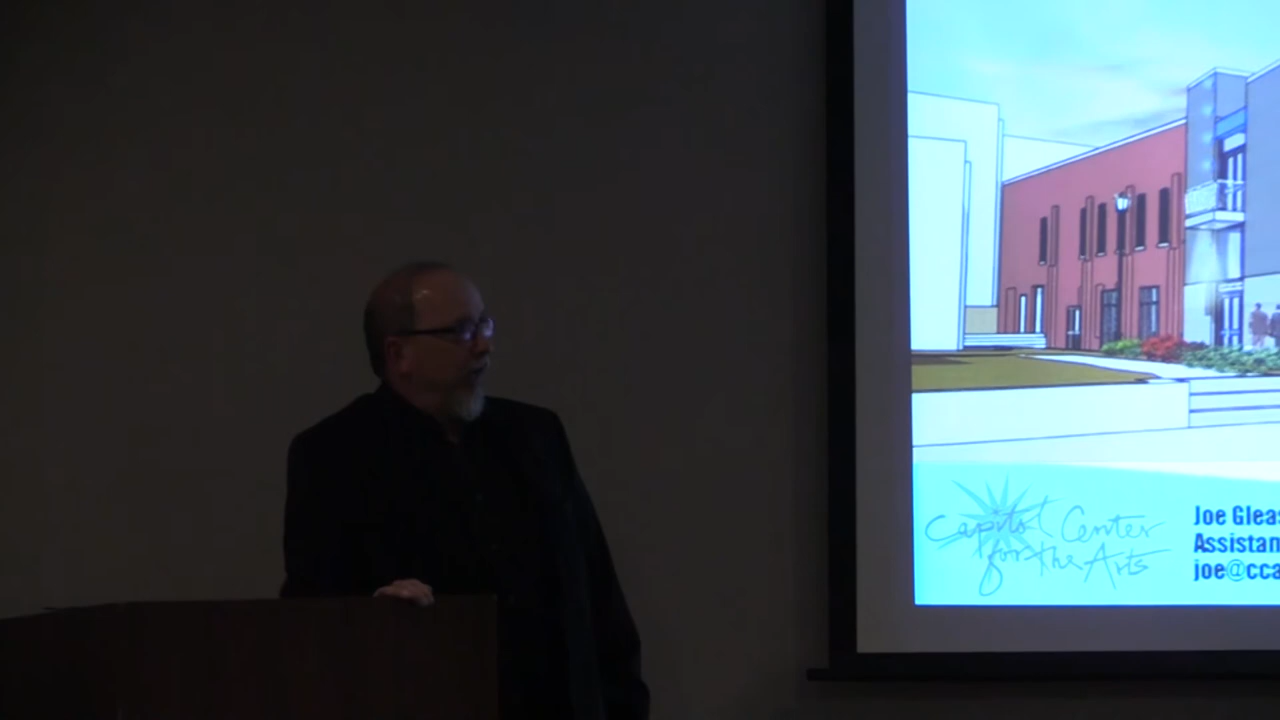 Capitol Center
for the Arts
Joe Gleas
Assistan
joe@cca